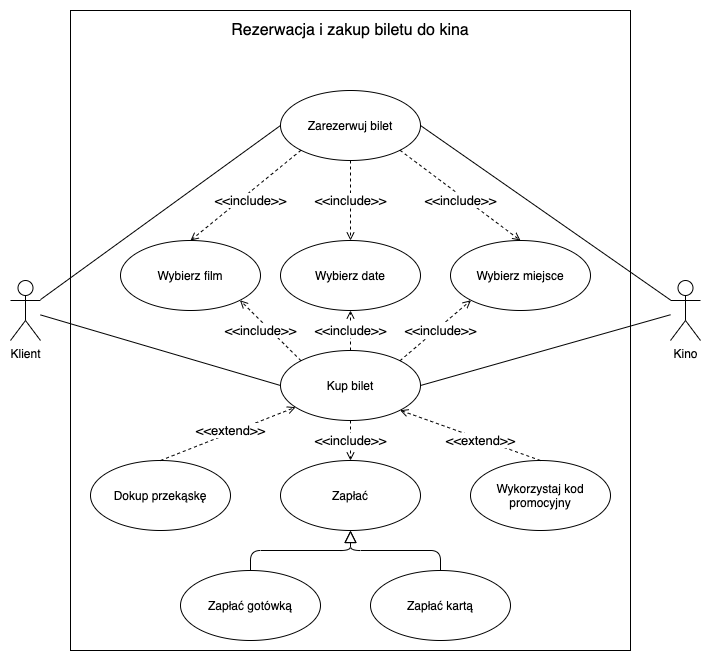 Rezerwacja i zakup biletu do kina
Zarezerwuj bilet
<<include>>
<<include>>
<<include>>
Wybierz film
Wybierz date
Wybierz miejsce
Klient
Kino
<<include>>
<<include>>
<<include>>
Kup bilet
<<extend>>
<<include>>
<<extend>>
Dokup przekąskę
Zapłać
Wykorzystaj kod
promocyjny
Zapłać gotówką
Zapłać kartą